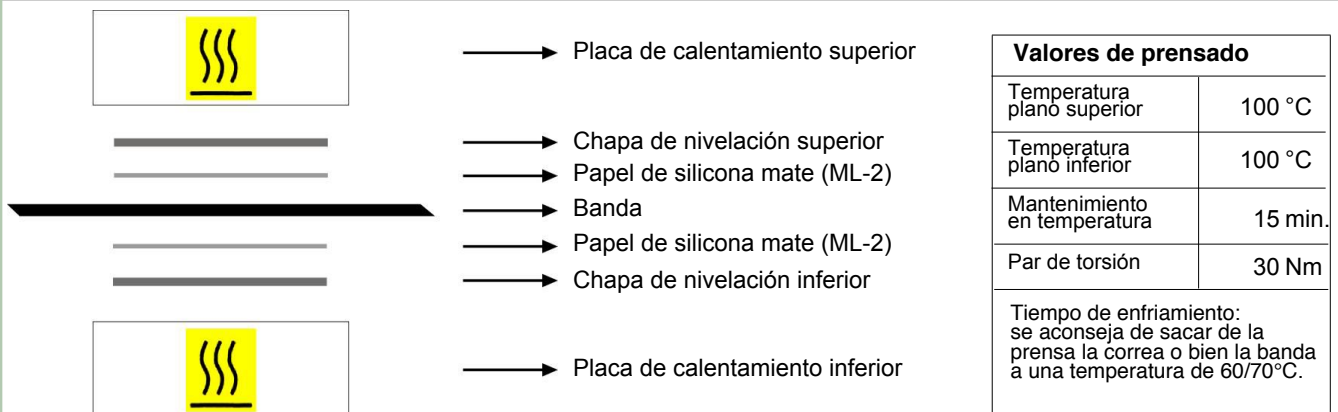 Placa de calentamiento superior
Chapa de nivelación superior
Papel de silicona mate (ML-2)
Banda
Papel de silicona mate (ML-2)
Chapa de nivelación inferior
Placa de calentamiento inferior
Valores de prensado
Temperatura
plano superior
100 °C
Temperatura
plano inferior
100 °C
Mantenimiento
en temperatura
15 min.
Par de torsión
30 Nm
Tiempo de enfriamiento:
se aconseja de sacar de la
prensa la correa o bien la banda
a una temperatura de 60/70°C.